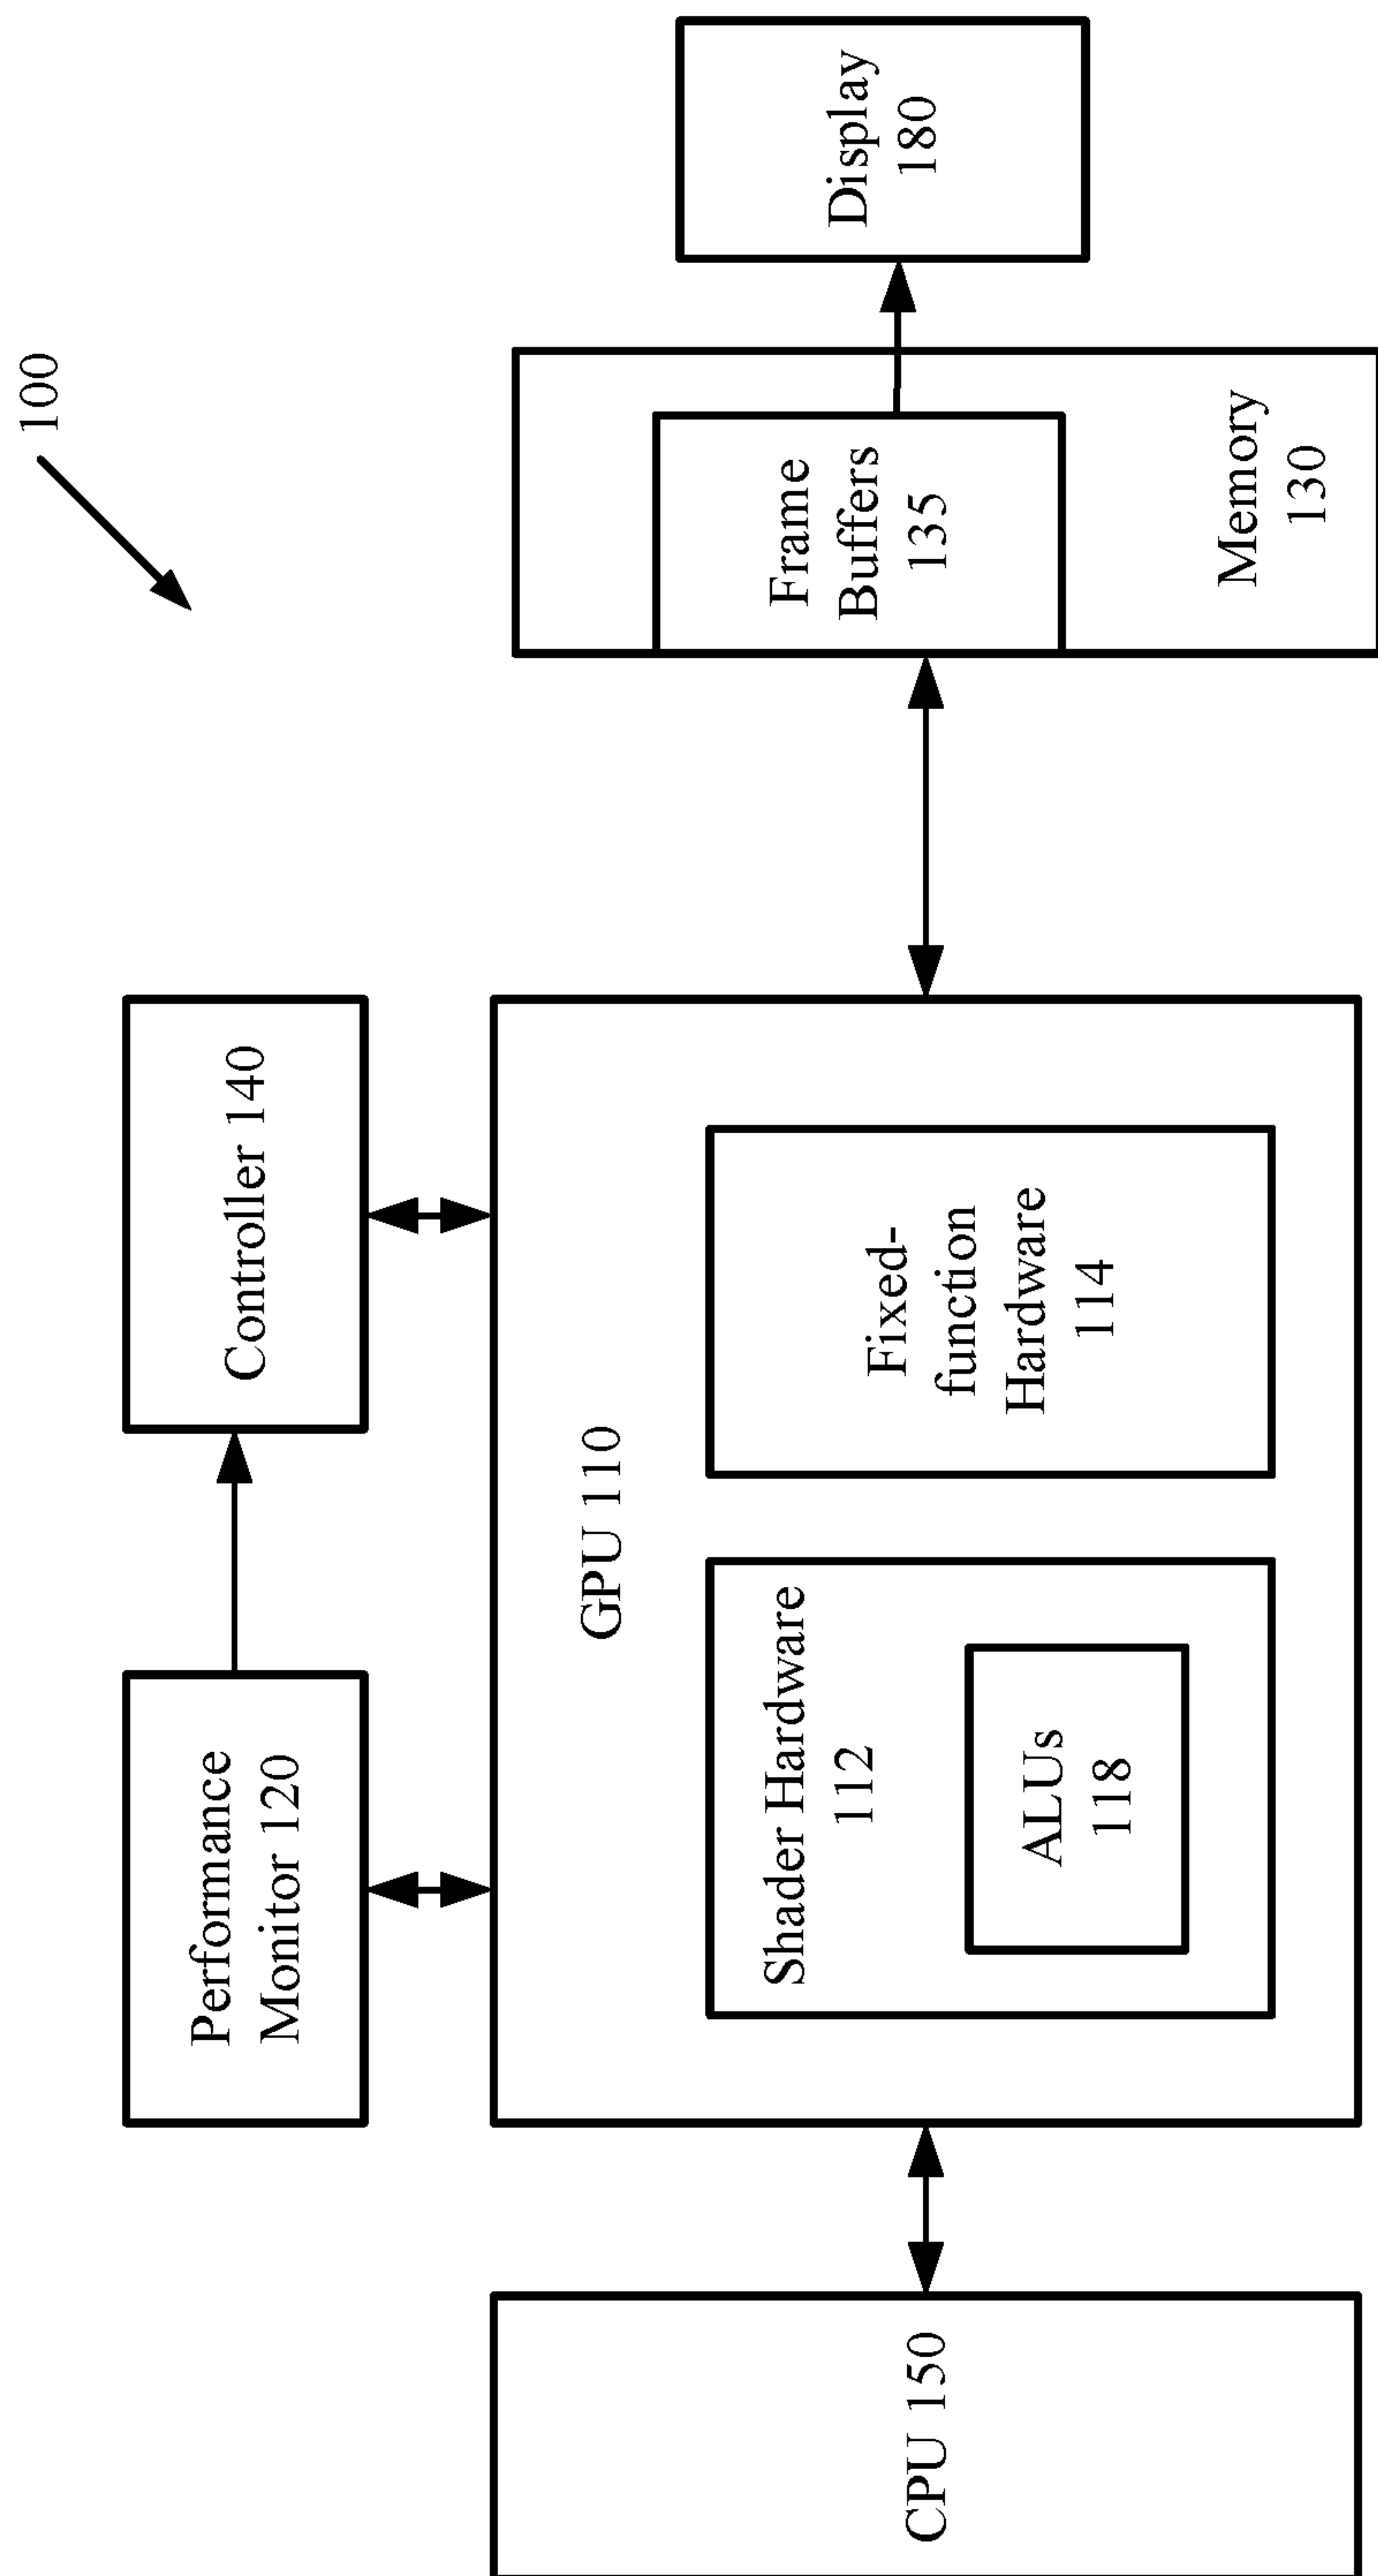 100
Performance
Monitor 120
Controller 140
CPU 150
GPU 110
Shader Hardware
112
ALUs
118
Fixed-
function
Hardware
114
Frame
Buffers
135
Memory
130
Display
180